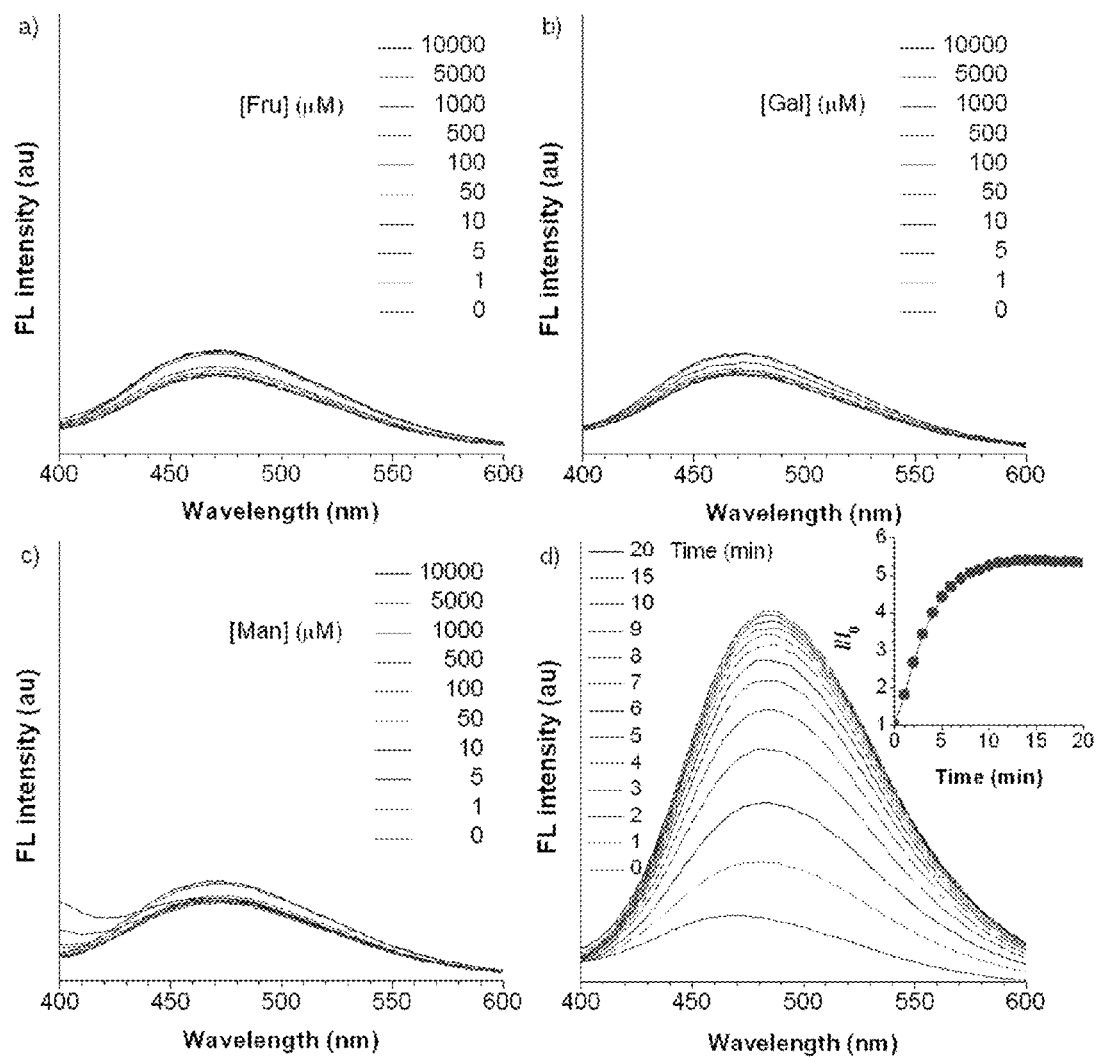 a)
10000
5000
[Fru] (µM) 1000
500
100
50
10
5
1
0
FL intensity (au)
400 450 500 550 600
Wavelength (nm)
b)
10000
5000
[Gal] (µM) 1000
500
100
50
10
5
1
0
FL intensity (au)
400 450 500 550 600
Wavelength (nm)
c)
10000
5000
[Man] (µM) 1000
500
100
50
10
5
1
0
FL intensity (au)
400 450 500 550 600
Wavelength (nm)
d)
20 Time (min)
15
10
9
8
7
6
5
4
3
2
1
0
FL intensity (au)
400 450 500 550 600
Wavelength (nm)
6
5
4
3
2
1
I/I₀
0 5 10 15 20
Time (min)